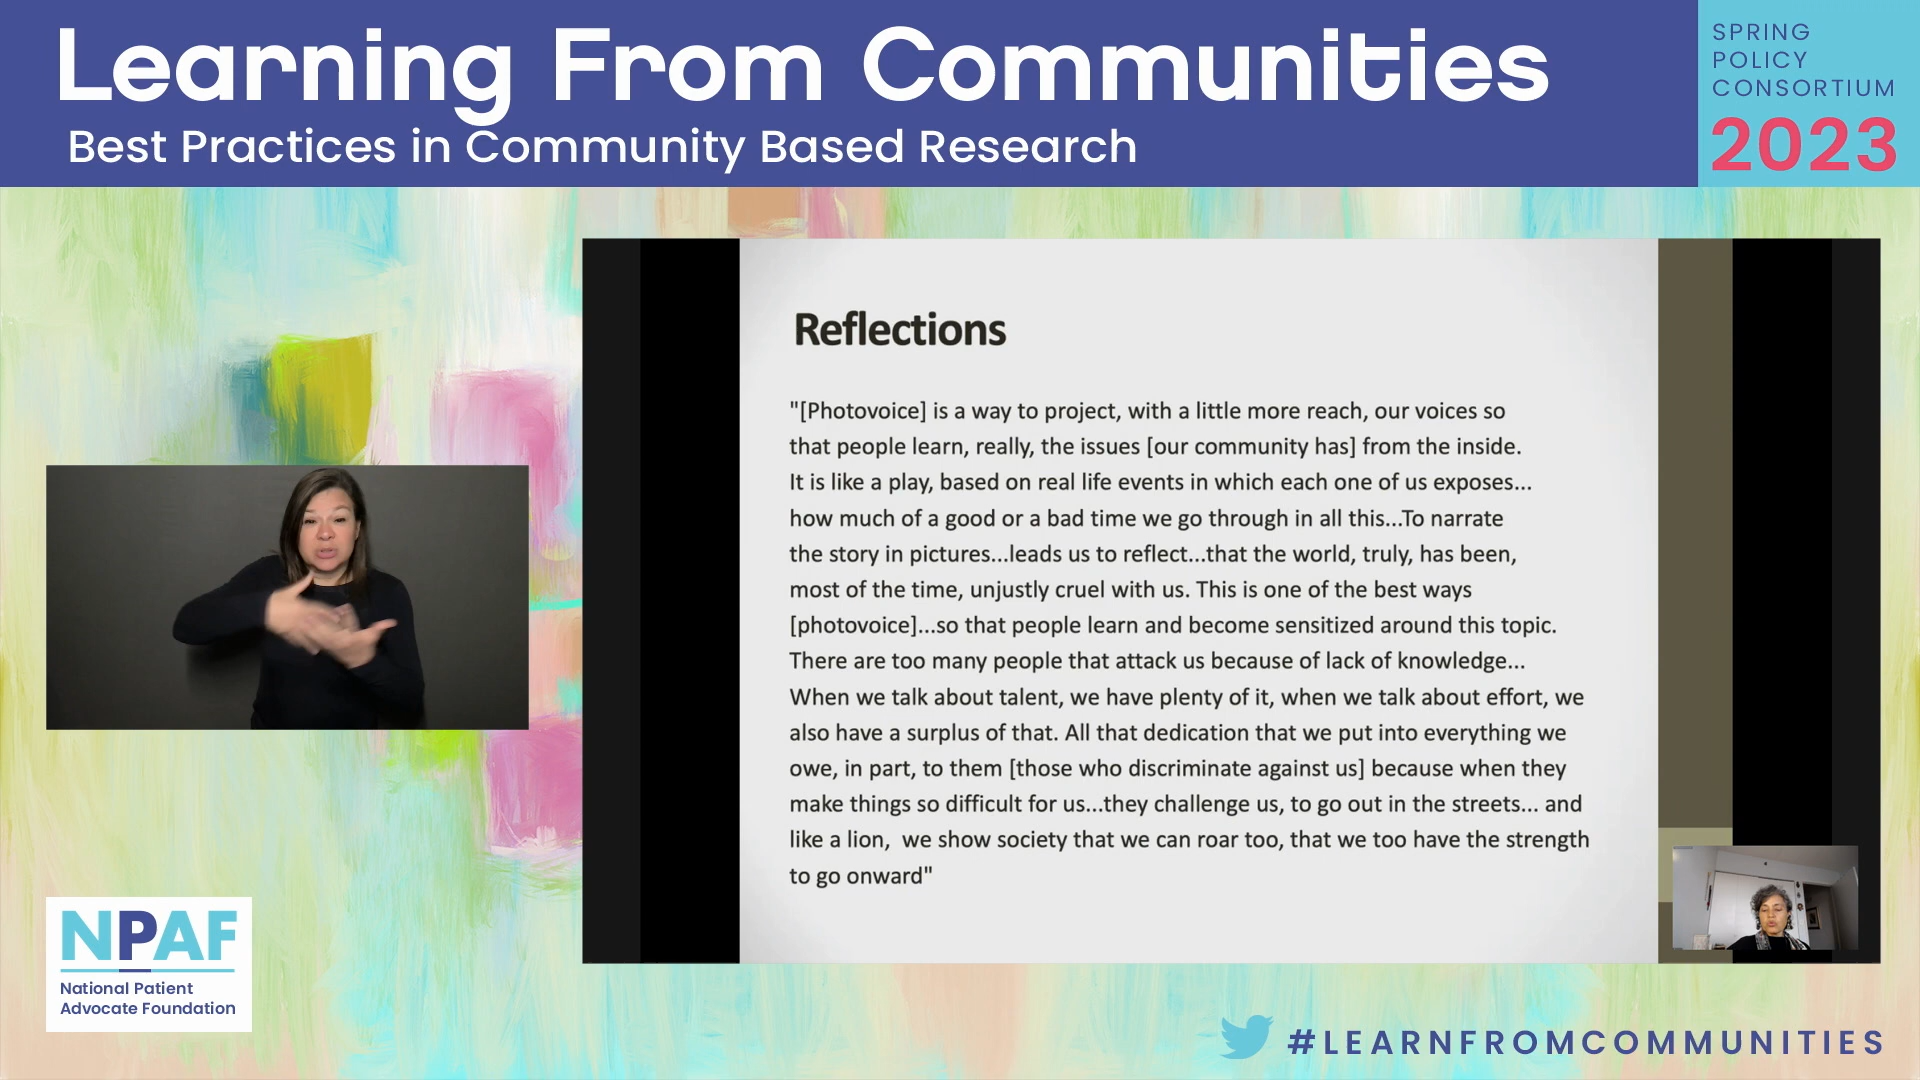 Learning From Communities
Best Practices in Community Based Research
SPRING
POLICY
CONSORTIUM
2023
Reflections
"[Photovoice] is a way to project, with a little more reach, our voices so
that people learn, really, the issues [our community has] from the inside.
It is like a play, based on real life events in which each one of us exposes...
how much of a good or a bad time we go through in all this...To narrate
the story in pictures...leads us to reflect...that the world, truly, has been,
most of the time, unjustly cruel with us. This is one of the best ways
[photovoice]...so that people learn and become sensitized around this topic.
There are too many people that attack us because of lack of knowledge...
When we talk about talent, we have plenty of it, when we talk about effort, we
also have a surplus of that. All that dedication that we put into everything we
owe, in part, to them [those who discriminate against us] because when they
make things so difficult for us...they challenge us, to go out in the streets... and
like a lion,  we show society that we can roar too, that we too have the strength
to go onward"
NPAF
National Patient
Advocate Foundation
#LEARNFROMCOMMUNITIES